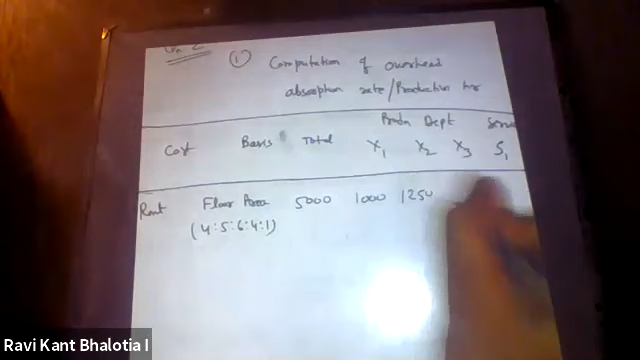 ① Computation of overhead
absorption rate/Production hr
Prodn Dept
Cost Basis Total X1 X2 X3 S1
Rent Floor Area 5000 1000 1250
(4:5:6:4:1)
Ravi Kant Bhalotia I